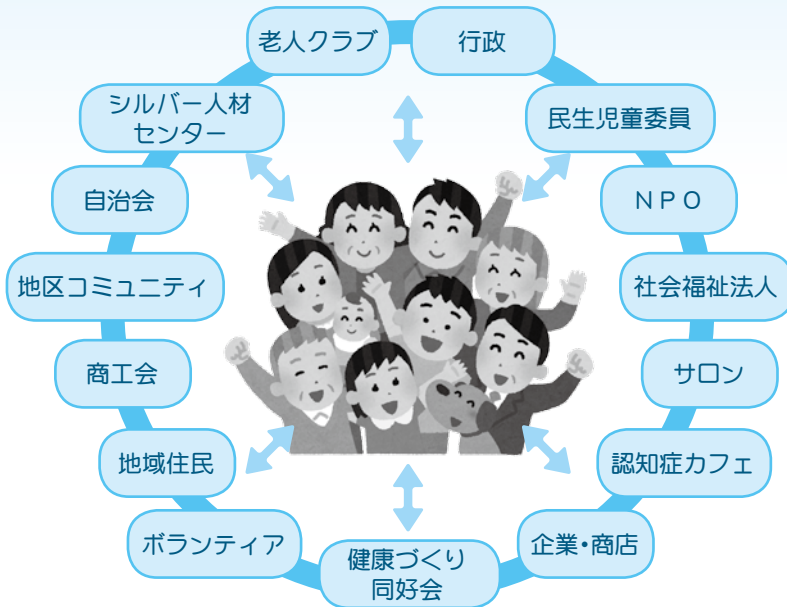 老人クラブ
行政
シルバー人材
センター
民生児童委員
自治会
ＮＰＯ
地区コミュニティ
社会福祉法人
商工会
サロン
地域住民
認知症カフェ
ボランティア
企業・商店
健康づくり
同好会